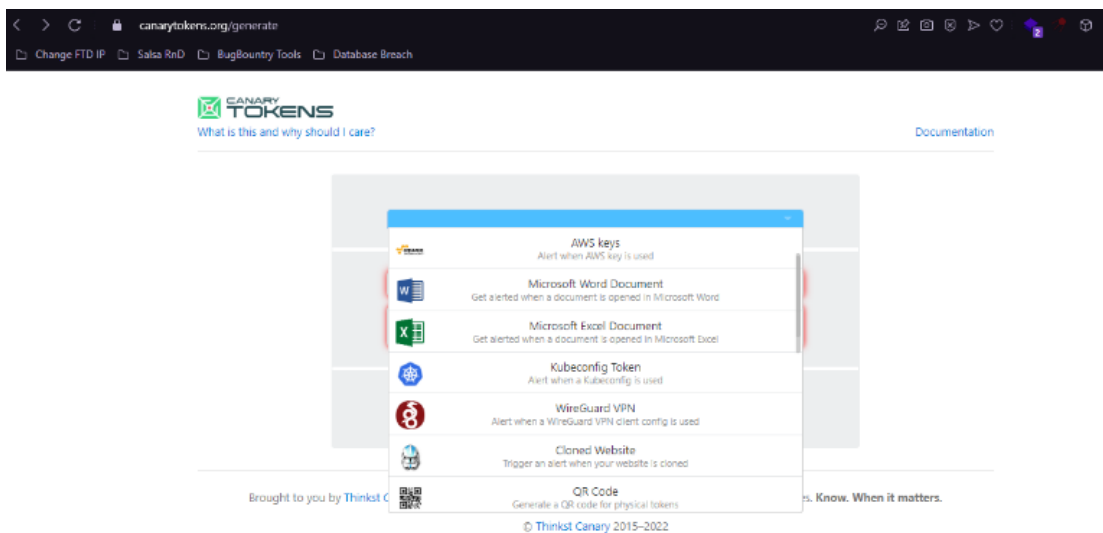 canarytokens.org/generate
2
Change FTD IP Salsa RnD BugBountry Tools Database Breach
CANARY
TOKENS
What is this and why should I care? Documentation
AWS keys
Alert when AWS key is used
Microsoft Word Document
Get alerted when a document is opened in Microsoft Word
Microsoft Excel Document
Get alerted when a document is opened in Microsoft Excel
Kubeconfig Token
Alert when a Kubeconfig is used
WireGuard VPN
Alert when a WireGuard VPN client config is used
Cloned Website
Trigger an alert when your website is cloned
QR Code
Generate a QR code for physical tokens
Brought to you by Thinkst C s. Know. When it matters.
© Thinkst Canary 2015–2022